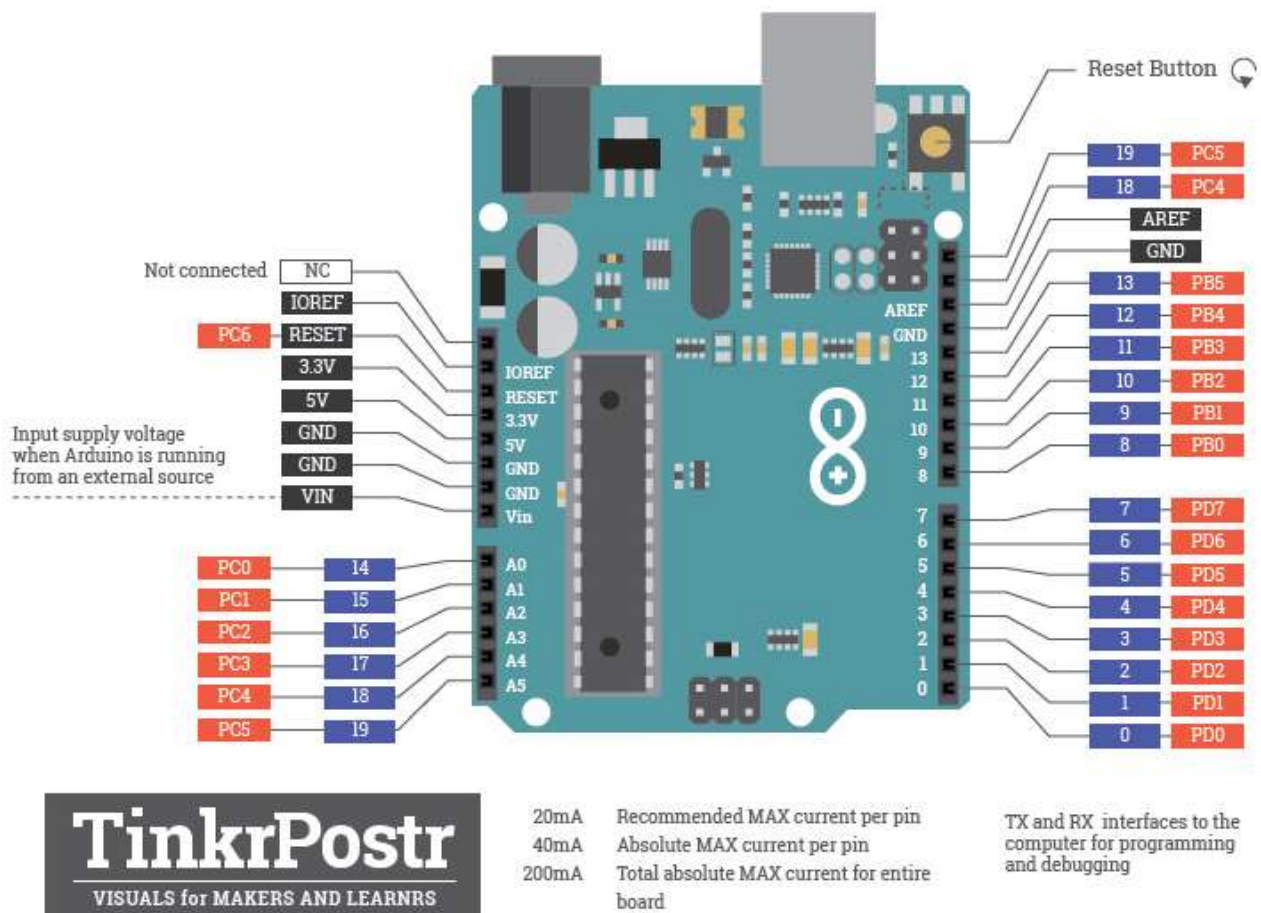 Reset Button
19 PC5
18 PC4
AREF
GND
13 PB5
12 PB4
11 PB3
10 PB2
9 PB1
8 PB0
7 PD7
6 PD6
5 PD5
4 PD4
3 PD3
2 PD2
1 PD1
0 PD0
Not connected NC
IOREF
PC6 RESET
3.3V
5V
GND
GND
VIN
Input supply voltage
when Arduino is running
from an external source
PC0 14
PC1 15
PC2 16
PC3 17
PC4 18
PC5 19
IOREF
RESET
3.3V
5V
GND
GND
Vin
A0
A1
A2
A3
A4
A5
AREF
GND
13
12
11
10
9
8
7
6
5
4
3
2
1
0
TinkrPostr
VISUALS for MAKERS AND LEARNRS
20mA Recommended MAX current per pin
40mA Absolute MAX current per pin
200mA Total absolute MAX current for entire
board
TX and RX interfaces to the
computer for programming
and debugging